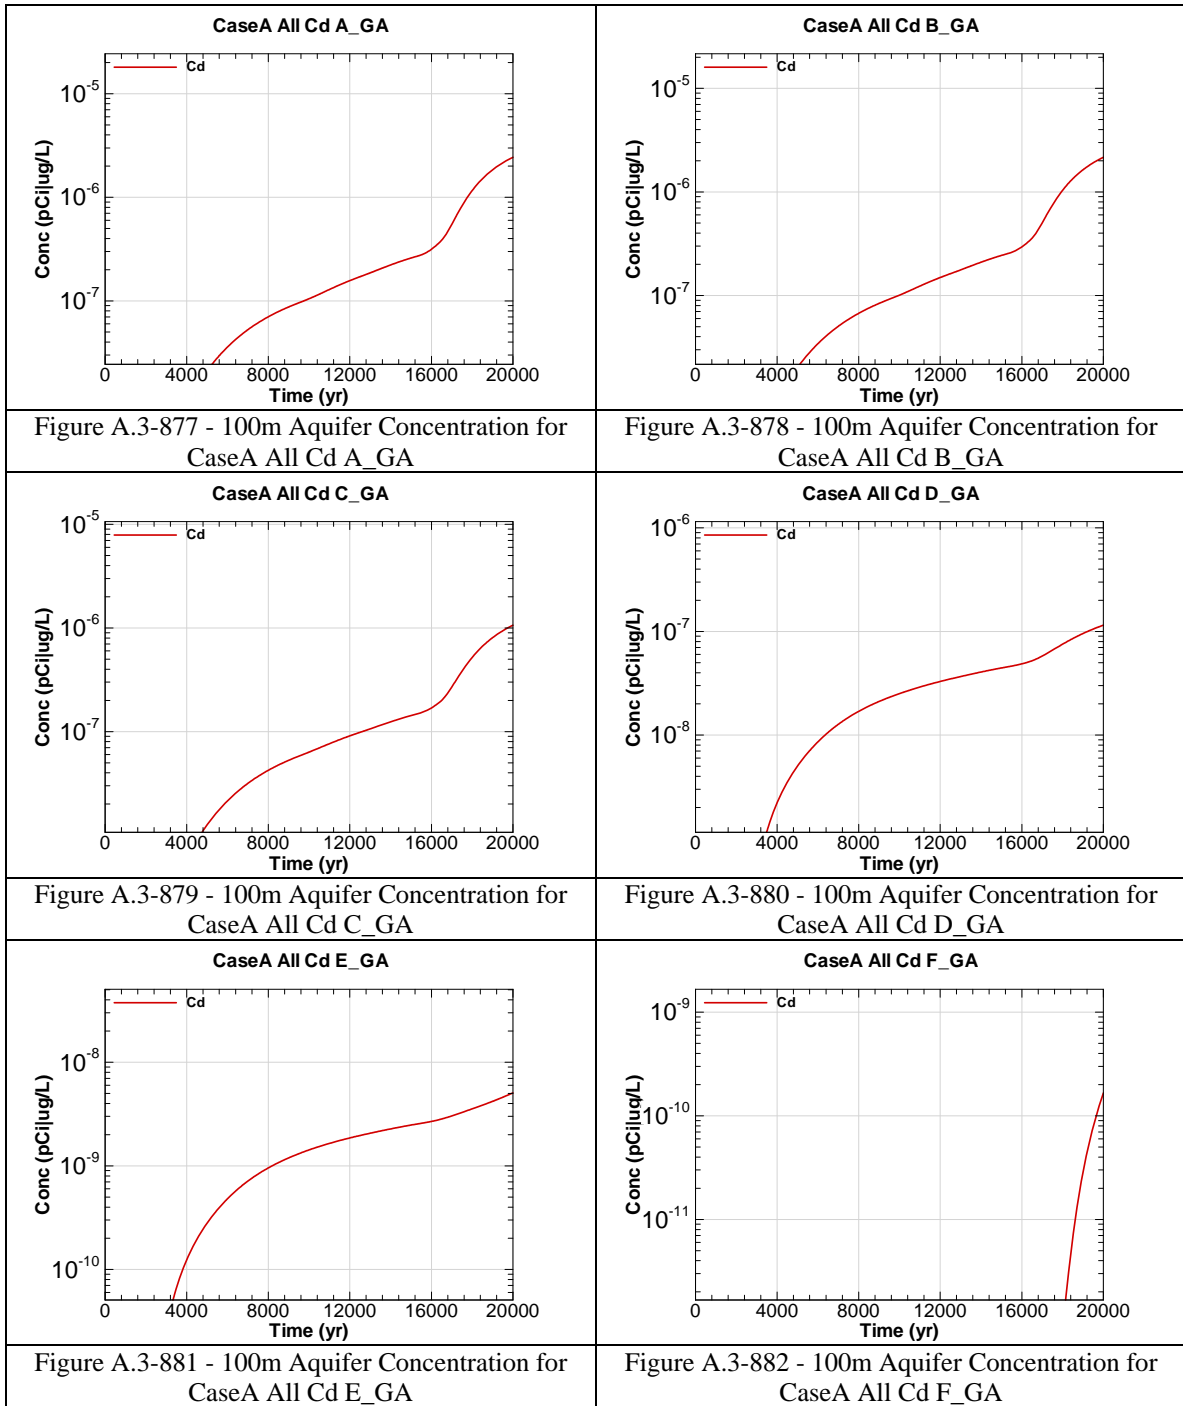 CaseA All Cd A_GA
Cd
Conc (pCi|ug/L)
10-5
10-6
10-7
0 4000 8000 12000 16000 20000
Time (yr)
Figure A.3-877 - 100m Aquifer Concentration for
CaseA All Cd A_GA
CaseA All Cd B_GA
Cd
Conc (pCi|ug/L)
10-5
10-6
10-7
0 4000 8000 12000 16000 20000
Time (yr)
Figure A.3-878 - 100m Aquifer Concentration for
CaseA All Cd B_GA
CaseA All Cd C_GA
Cd
Conc (pCi|ug/L)
10-5
10-6
10-7
0 4000 8000 12000 16000 20000
Time (yr)
Figure A.3-879 - 100m Aquifer Concentration for
CaseA All Cd C_GA
CaseA All Cd D_GA
Cd
Conc (pCi|ug/L)
10-6
10-7
10-8
0 4000 8000 12000 16000 20000
Time (yr)
Figure A.3-880 - 100m Aquifer Concentration for
CaseA All Cd D_GA
CaseA All Cd E_GA
Cd
Conc (pCi|ug/L)
10-8
10-9
10-10
0 4000 8000 12000 16000 20000
Time (yr)
Figure A.3-881 - 100m Aquifer Concentration for
CaseA All Cd E_GA
CaseA All Cd F_GA
Cd
Conc (pCi|ug/L)
10-9
10-10
10-11
0 4000 8000 12000 16000 20000
Time (yr)
Figure A.3-882 - 100m Aquifer Concentration for
CaseA All Cd F_GA